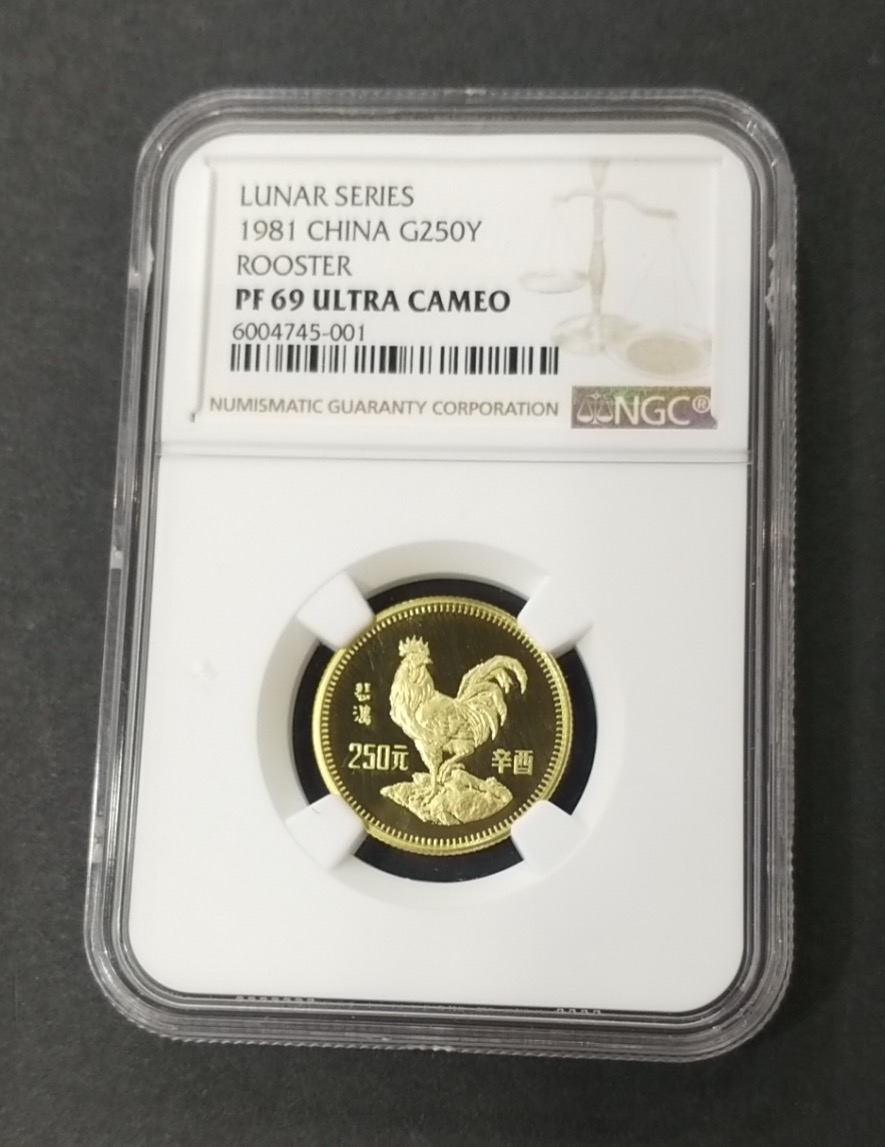 LUNAR SERIES
1981 CHINA G250Y
ROOSTER
PF 69 ULTRA CAMEO
6004745-001
NUMISMATIC GUARANTY CORPORATION
NGC®
悲鴻
250元
辛酉